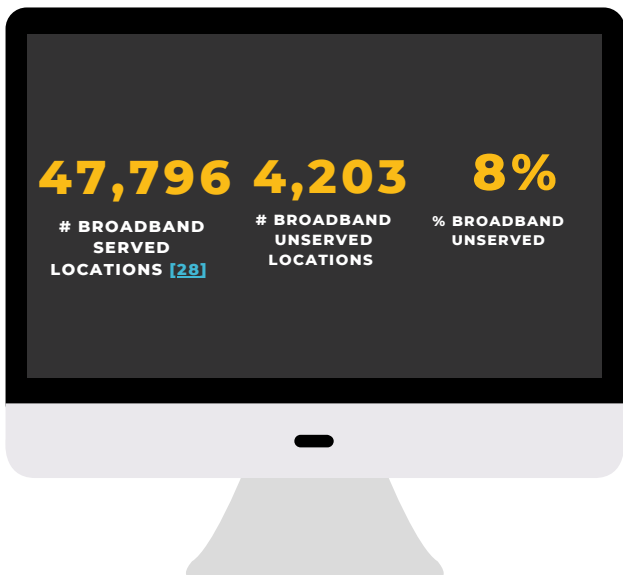 47,796
# BROADBAND
SERVED
LOCATIONS [28]
4,203
# BROADBAND
UNSERVED
LOCATIONS
8%
% BROADBAND
UNSERVED